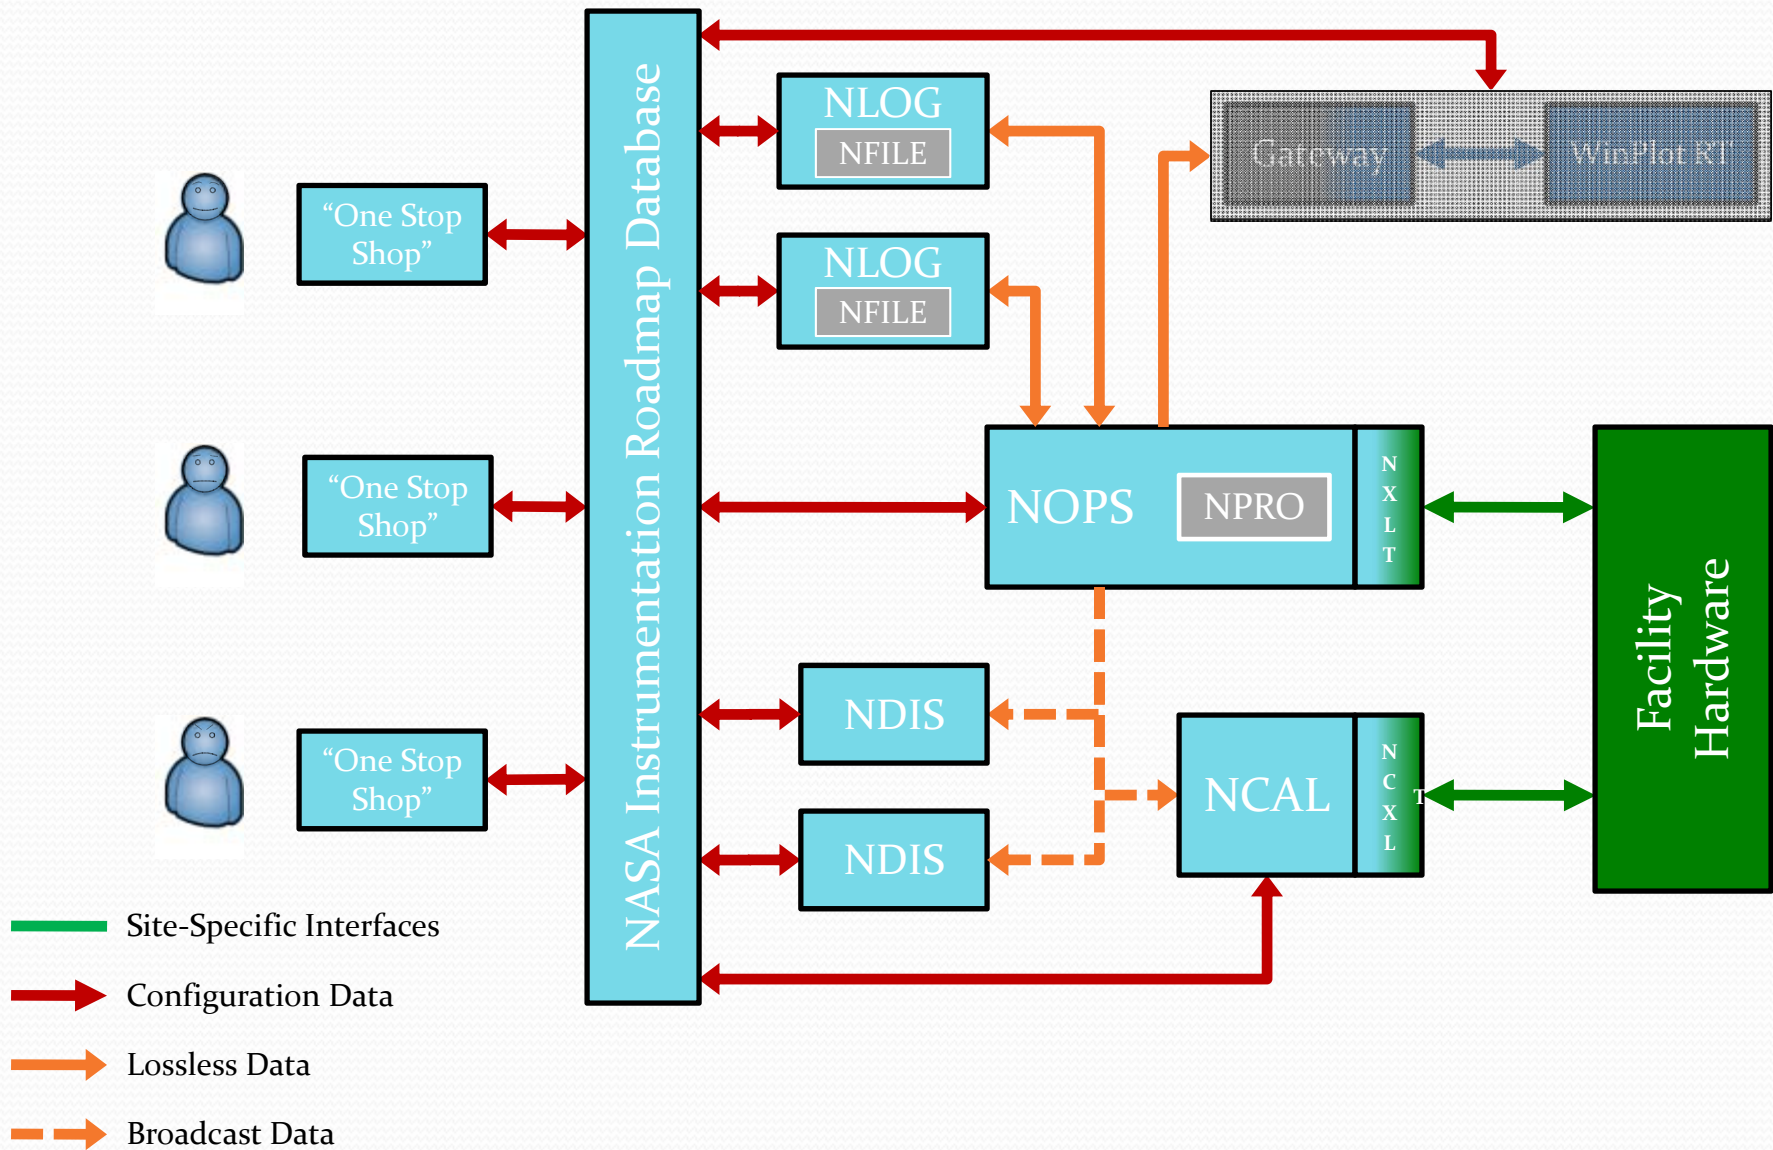 NLOG
NFILE
Gateway
WinPlot RT
“One Stop
Shop”
NASA Instrumentation Roadmap Database
NLOG
NFILE
“One Stop
Shop”
NOPS
NPRO
N
X
L
T
Facility
Hardware
“One Stop
Shop”
NDIS
NCAL
N
C
X
L
T
NDIS
Site-Specific Interfaces
Configuration Data
Lossless Data
Broadcast Data